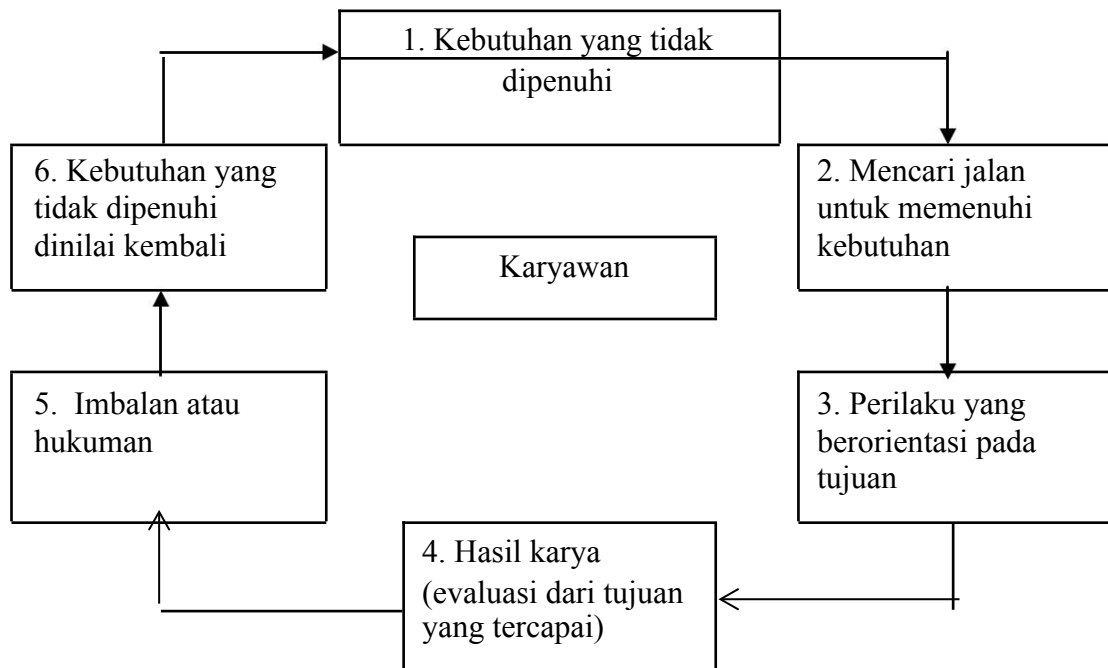 1. Kebutuhan yang tidak
dipenuhi
2. Mencari jalan
untuk memenuhi
kebutuhan
3. Perilaku yang
berorientasi pada
tujuan
4. Hasil karya
(evaluasi dari tujuan
yang tercapai)
5. Imbalan atau
hukuman
6. Kebutuhan yang
tidak dipenuhi
dinilai kembali
Karyawan